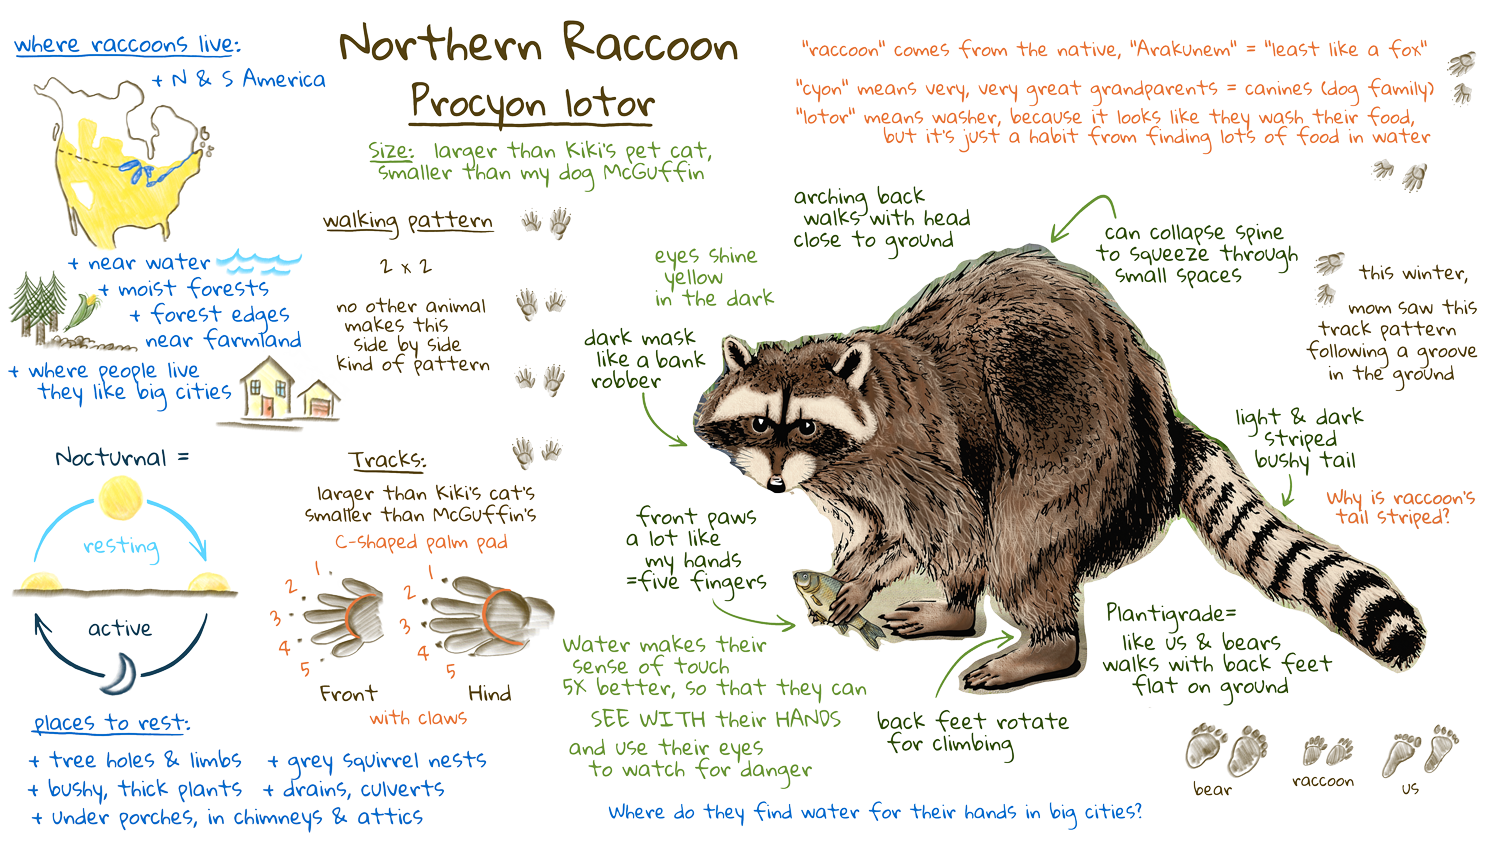 Northern Raccoon
Procyon lotor
Size: larger than Kiki's pet cat,
smaller than my dog McGuffin
where raccoons live:
+ N & S America
+ near water
+ moist forests
+ forest edges
near farmland
+ where people live
they like big cities
Nocturnal =
resting
active
places to rest:
+ tree holes & limbs
+ grey squirrel nests
+ bushy, thick plants
+ drains, culverts
+ under porches, in chimneys & attics
walking pattern
2 x 2
no other animal
makes this
side by side
kind of pattern
Tracks:
larger than Kiki's cat's
smaller than McGuffin's
C-shaped palm pad
1
2
3
4
5
1
2
3
4
5
Front
Hind
with claws
"raccoon" comes from the native, "Arakunem" = "least like a fox"
"cyon" means very, very great grandparents = canines (dog family)
"lotor" means washer, because it looks like they wash their food,
but it's just a habit from finding lots of food in water
arching back
walks with head
close to ground
can collapse spine
to squeeze through
small spaces
eyes shine
yellow
in the dark
dark mask
like a bank
robber
this winter,
mom saw this
track pattern
following a groove
in the ground
light & dark
striped
bushy tail
Why is raccoon's
tail striped?
front paws
a lot like
my hands
=five fingers
Water makes their
sense of touch
5X better, so that they can
SEE WITH their HANDS
and use their eyes
to watch for danger
back feet rotate
for climbing
Plantigrade=
like us & bears
walks with back feet
flat on ground
bear
raccoon
us
Where do they find water for their hands in big cities?